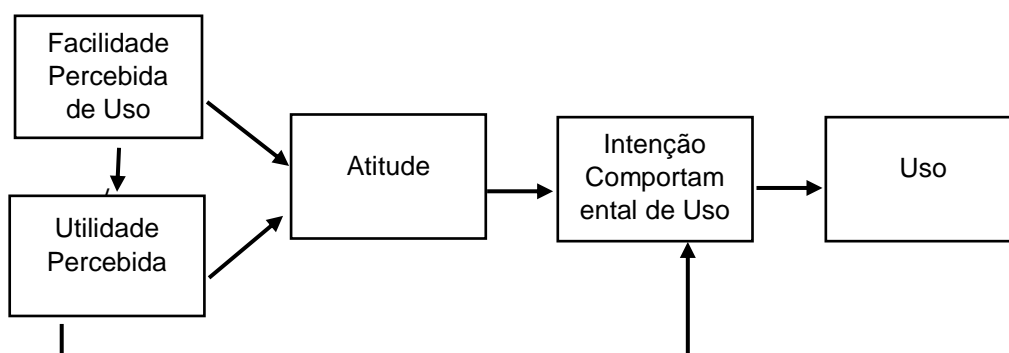 Facilidade
Percebida
de Uso
Utilidade
Percebida
Atitude
Intenção
Comportam
ental de Uso
Uso